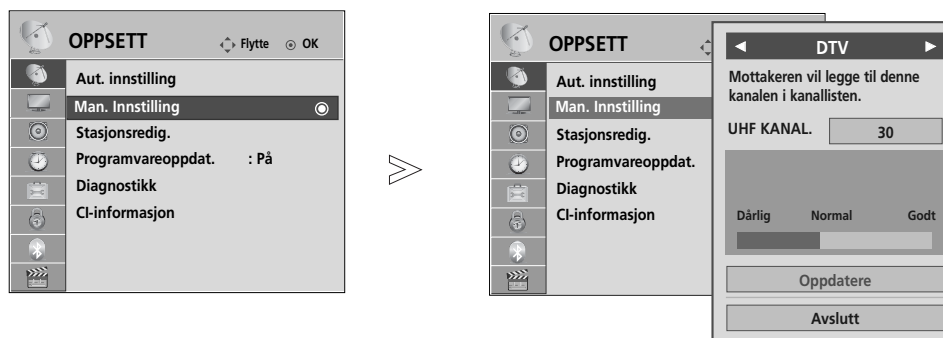 OPPSETT Flytte OK
Aut. innstilling
Man. Innstilling
Stasjonsredig.
Programvareoppdat. : På
Diagnostikk
CI-informasjon
OPPSETT
Aut. innstilling
Man. Innstilling
Stasjonsredig.
Programvareoppdat.
Diagnostikk
CI-informasjon
◄ DTV ►
Mottakeren vil legge til denne
kanalen i kanallisten.
UHF KANAL. 30
Dårlig Normal Godt
Oppdatere
Avslutt